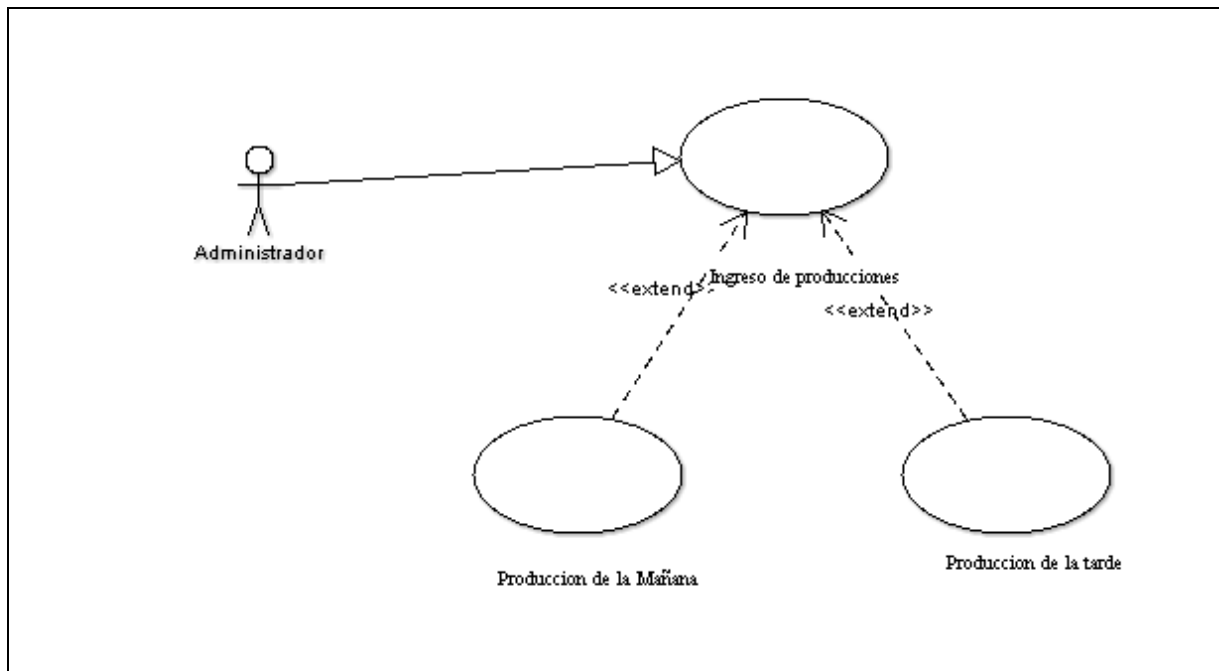 Administrador
Ingreso de producciones
<<extend>>
<<extend>>
Produccion de la Mañana
Produccion de la tarde